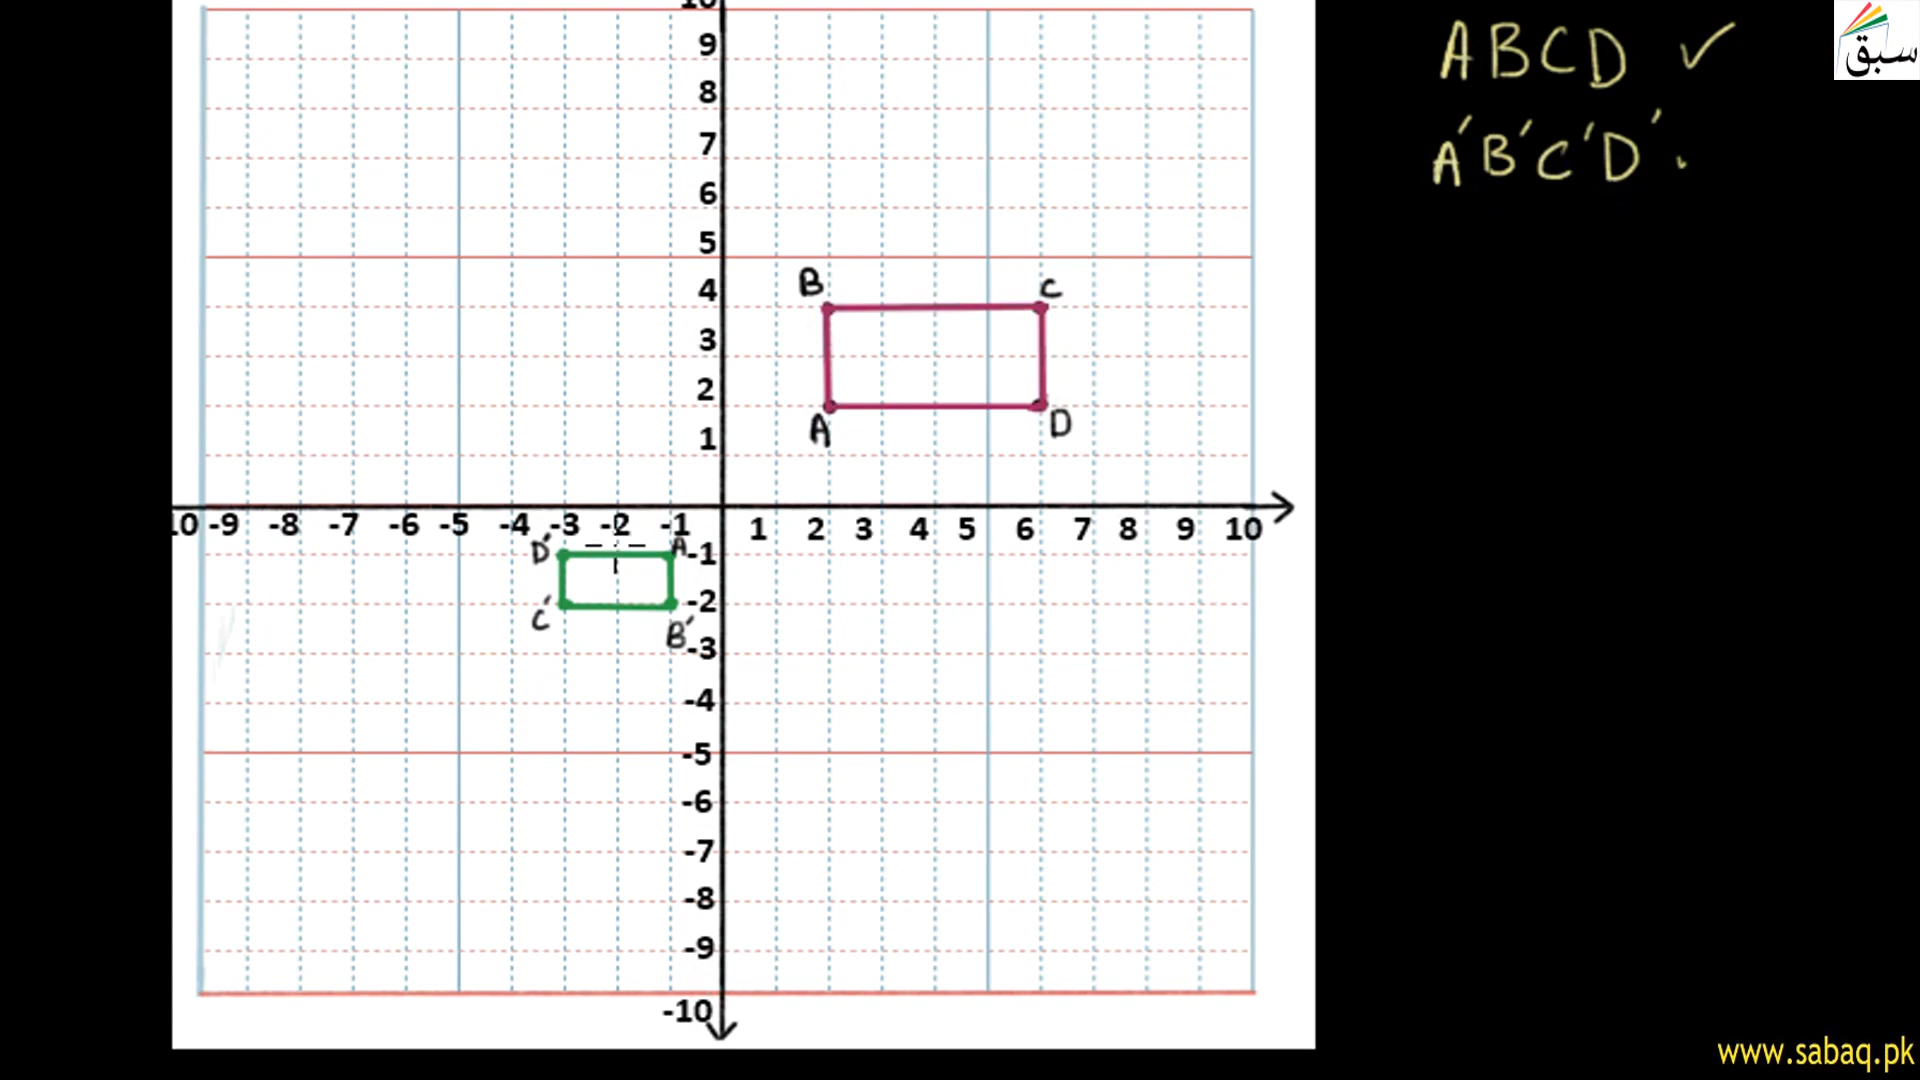 ABCD ✓
A'B'C'D'.
سبق
10
9
8
7
6
5
4
3
2
1
B C
A D
10 -9 -8 -7 -6 -5 -4 -3 -2 -1 1 2 3 4 5 6 7 8 9 10
D' A -1
-2
C' B' -3
-4
-5
-6
-7
-8
-9
-10
www.sabaq.pk